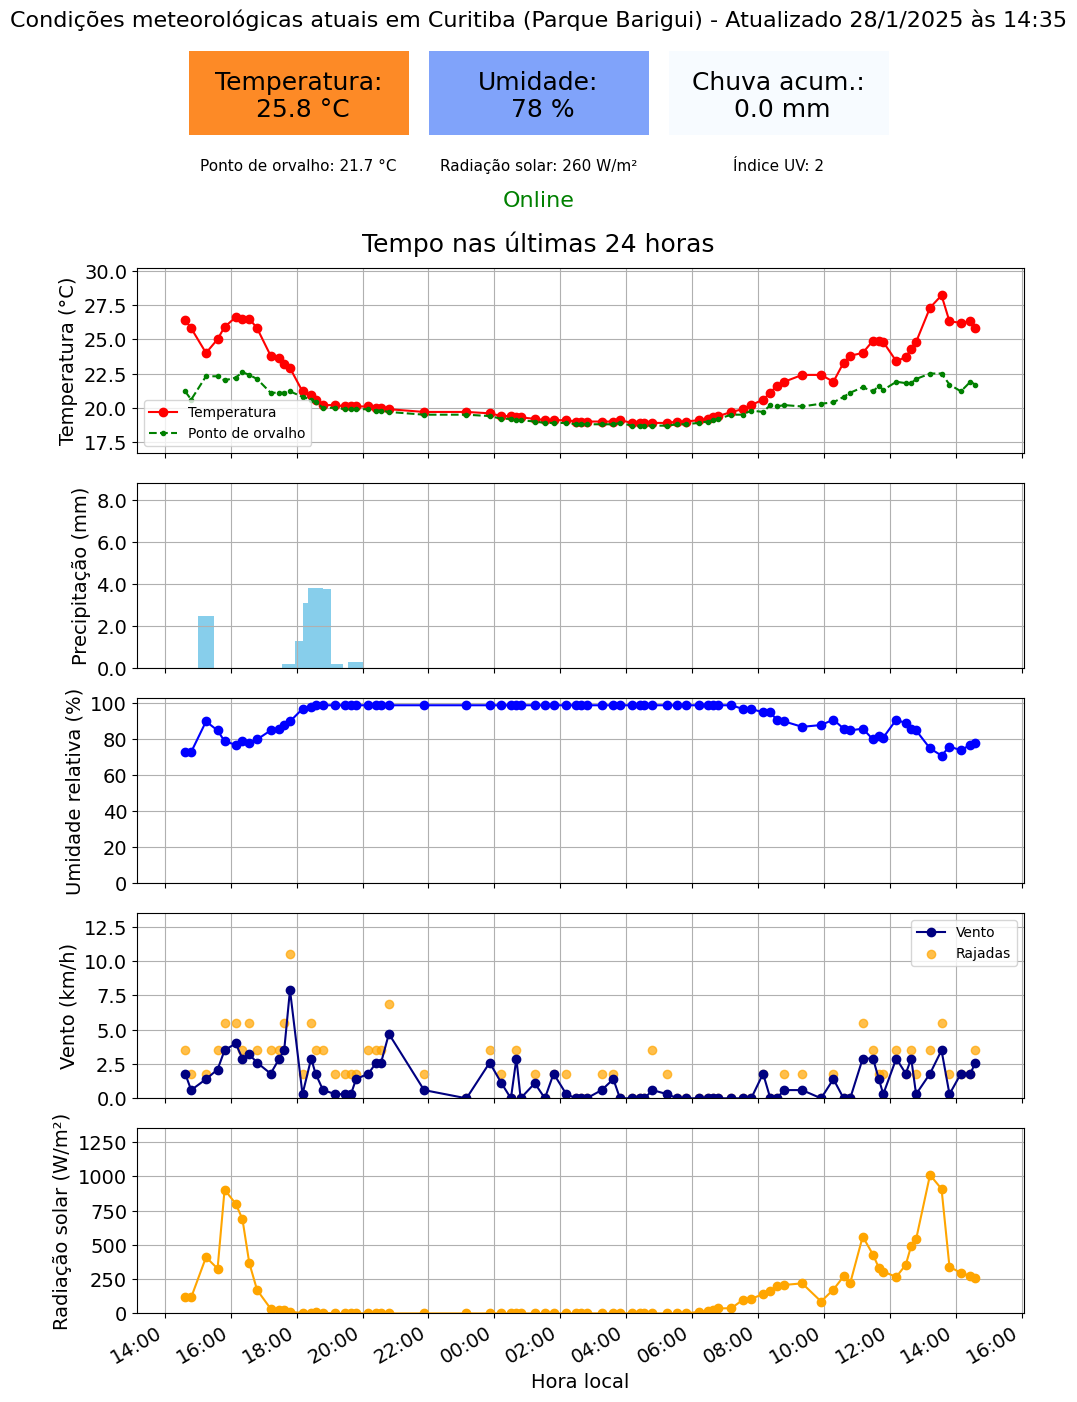 Condições meteorológicas atuais em Curitiba (Parque Barigui) - Atualizado 28/1/2025 às 14:35
Temperatura:
25.8 °C
Umidade:
78 %
Chuva acum.:
0.0 mm
Ponto de orvalho: 21.7 °C
Radiação solar: 260 W/m²
Índice UV: 2
Online
Tempo nas últimas 24 horas
Temperatura (°C)
30.0
27.5
25.0
22.5
20.0
17.5
Temperatura
Ponto de orvalho
Precipitação (mm)
8.0
6.0
4.0
2.0
0.0
Umidade relativa (%)
100
80
60
40
20
0
Vento (km/h)
12.5
10.0
7.5
5.0
2.5
0.0
Vento
Rajadas
Radiação solar (W/m²)
1250
1000
750
500
250
0
14:00 16:00 18:00 20:00 22:00 00:00 02:00 04:00 06:00 08:00 10:00 12:00 14:00 16:00
Hora local